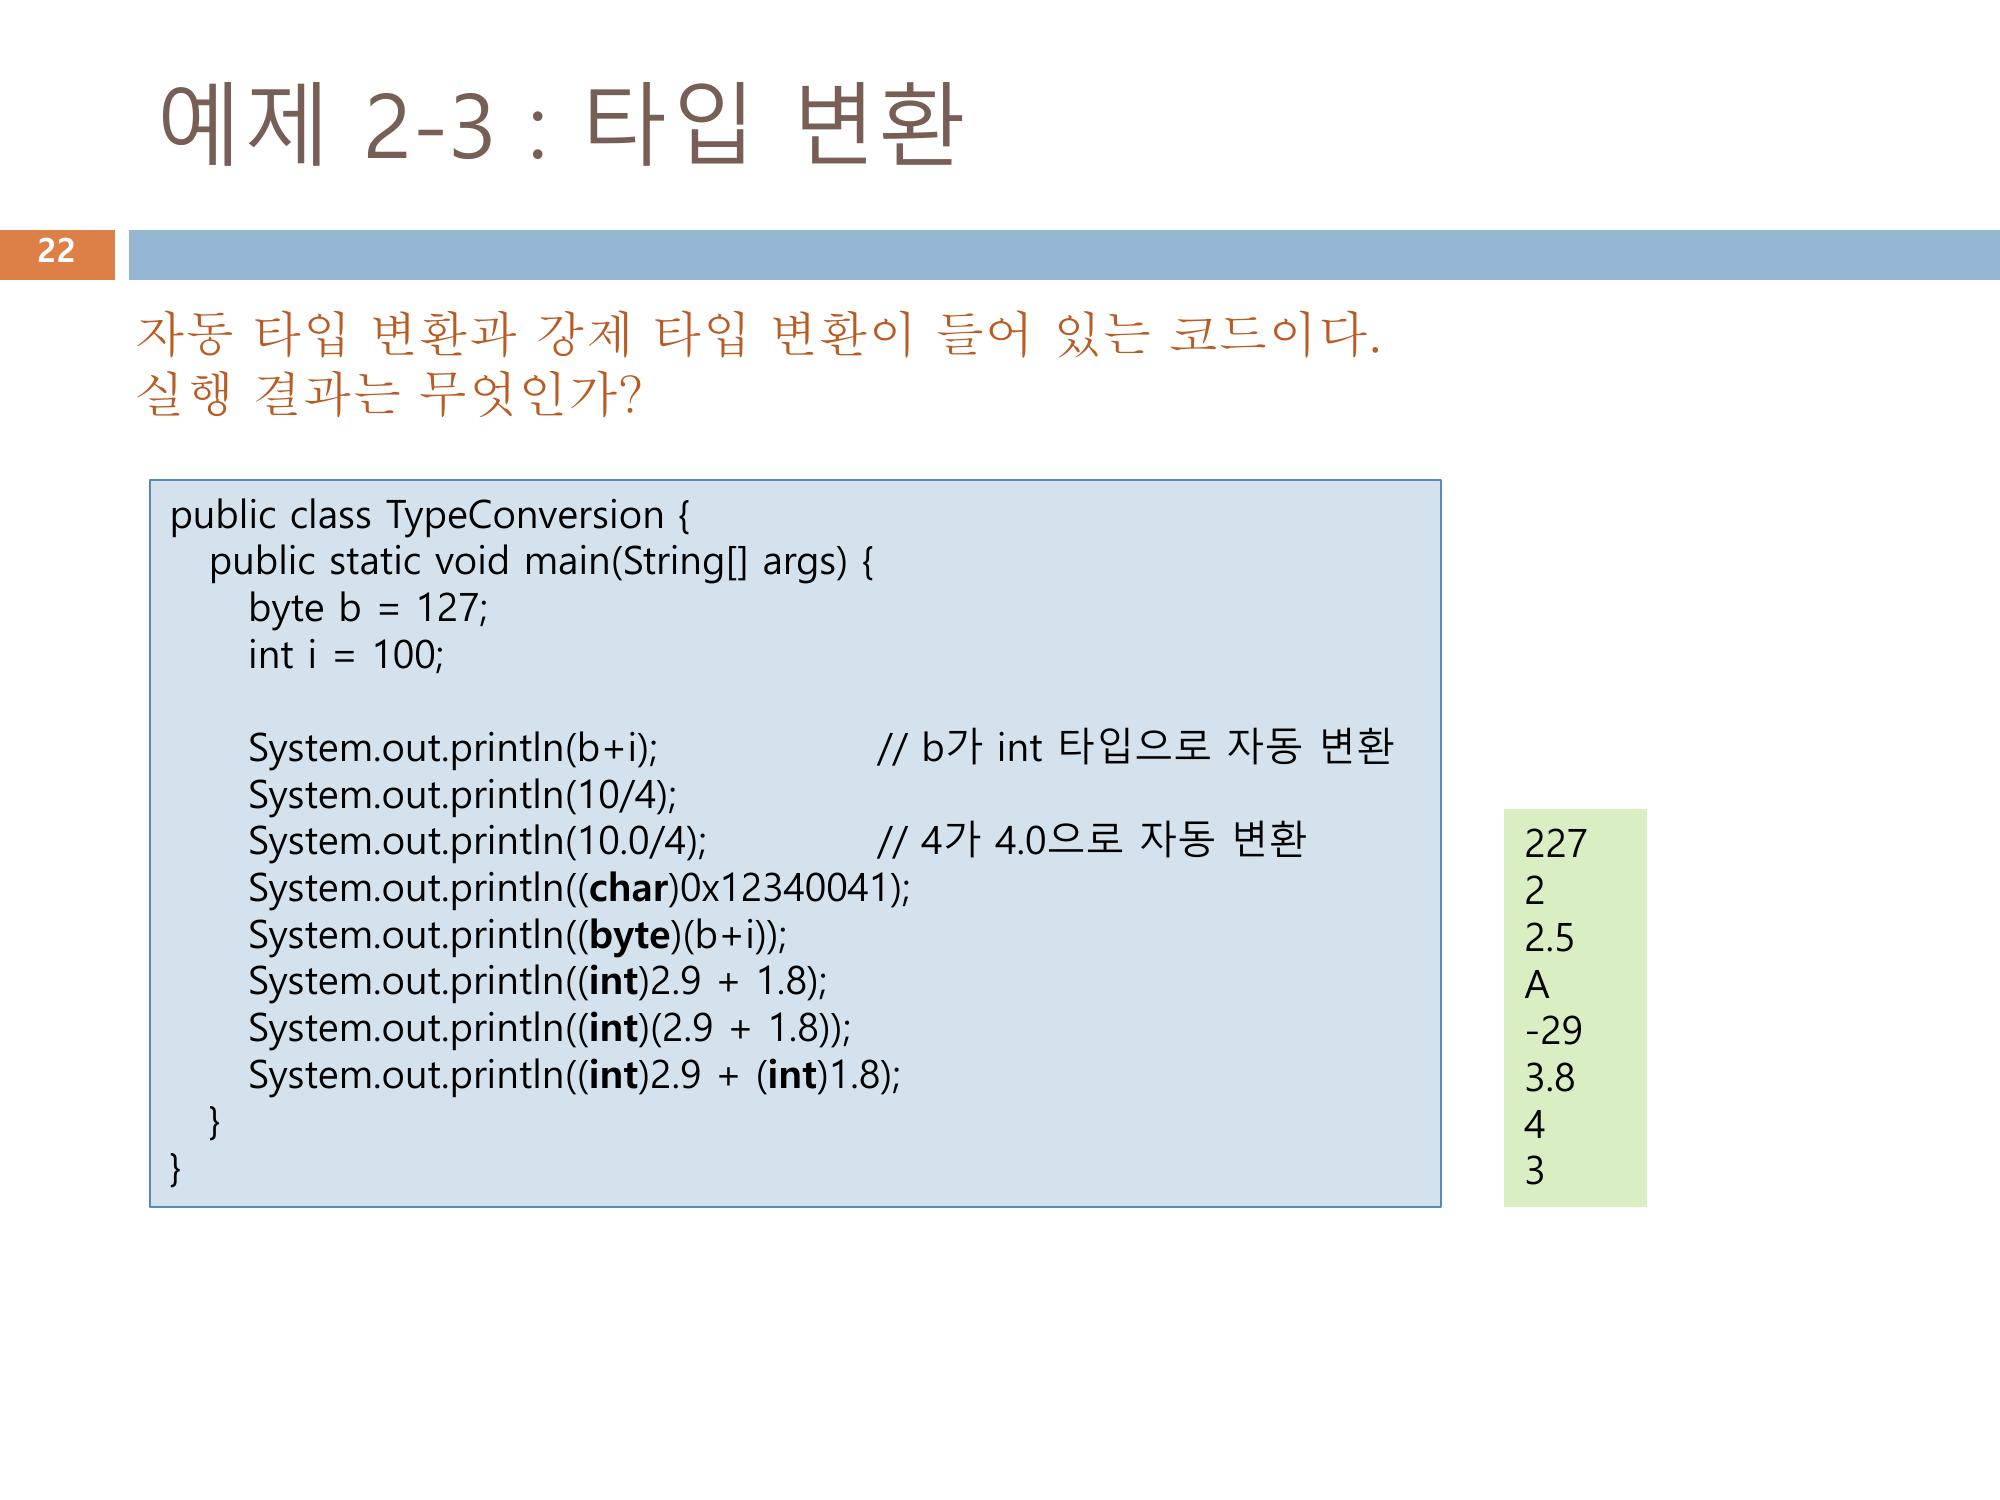 예제 2-3 : 타입 변환
22
자동 타입 변환과 강제 타입 변환이 들어 있는 코드이다.
실행 결과는 무엇인가?
public class TypeConversion {
public static void main(String[] args) {
byte b = 127;
int i = 100;
System.out.println(b+i); // b가 int 타입으로 자동 변환
System.out.println(10/4);
System.out.println(10.0/4); // 4가 4.0으로 자동 변환
System.out.println((char)0x12340041);
System.out.println((byte)(b+i));
System.out.println((int)2.9 + 1.8);
System.out.println((int)(2.9 + 1.8));
System.out.println((int)2.9 + (int)1.8);
}
}
227
2
2.5
A
-29
3.8
4
3